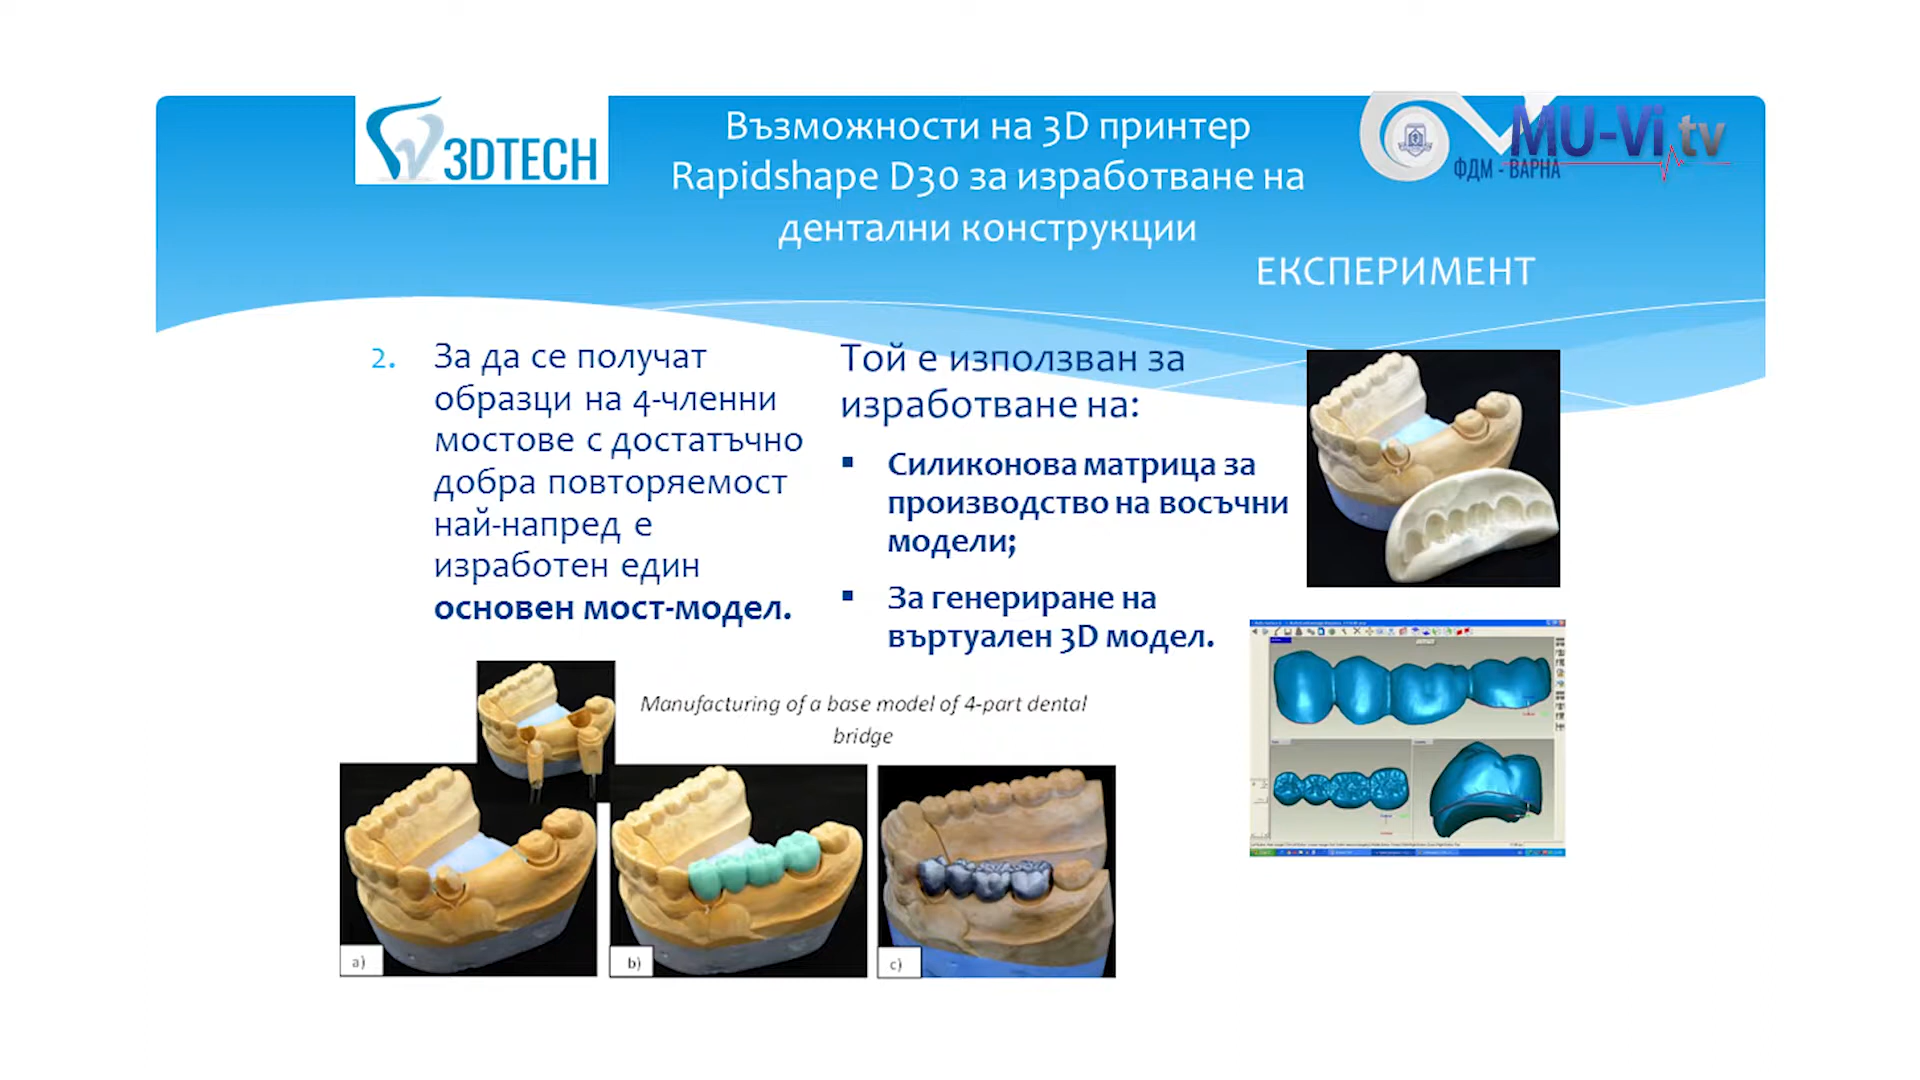 3DTECH
Възможности на 3D принтер
Rapidshape D30 за изработване на
дентални конструкции
ЕКСПЕРИМЕНТ
MU-Vi.tv
ФДМ - ВАРНА
2. За да се получат
образци на 4-членни
мостове с достатъчно
добра повторяемост
най-напред е
изработен един
основен мост-модел.
Той е използван за
изработване на:
▪ Силиконова матрица за
производство на восъчни
модели;
▪ За генериране на
въртуален 3D модел.
Manufacturing of a base model of 4-part dental
bridge
a)
b)
c)